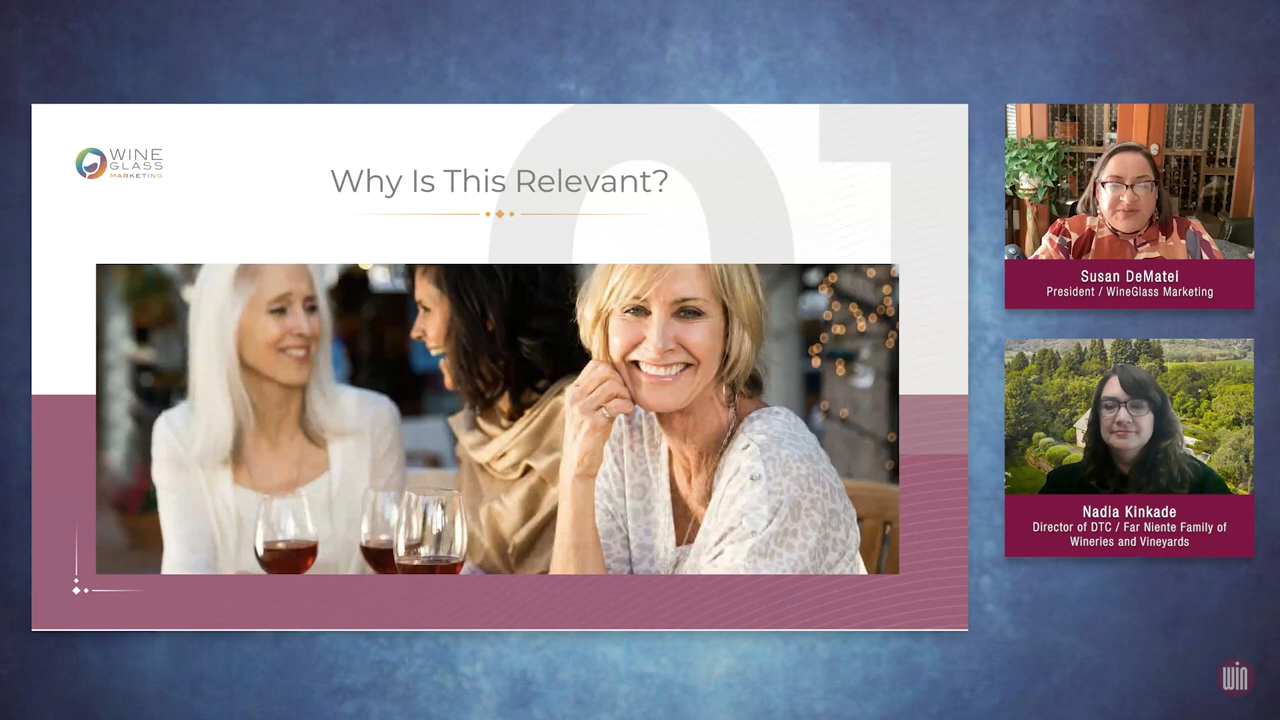 WINE
GLASS
MARKETING
01
Why Is This Relevant?
Susan DeMatei
President / WineGlass Marketing
Nadia Kinkade
Director of DTC / Far Niente Family of
Wineries and Vineyards
win